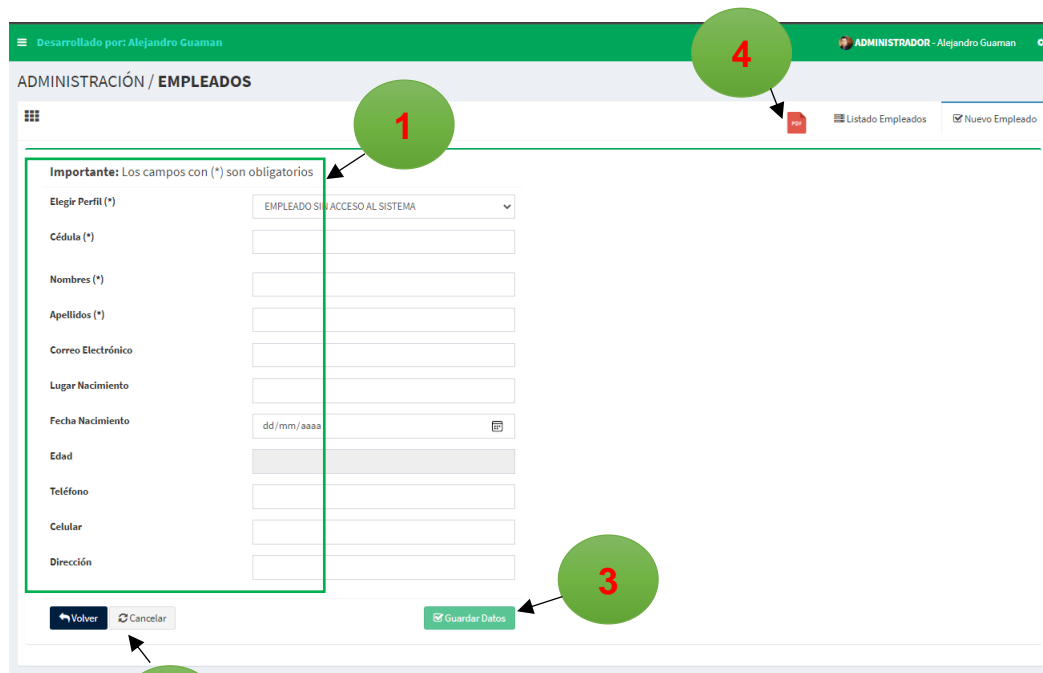 Desarrollado por: Alejandro Guaman
ADMINISTRADOR - Alejandro Guaman
4
ADMINISTRACIÓN / EMPLEADOS
1
PDF
Listado Empleados
Nuevo Empleado
Importante: Los campos con (*) son obligatorios
Elegir Perfil (*)
EMPLEADO SIN ACCESO AL SISTEMA
Cédula (*)
Nombres (*)
Apellidos (*)
Correo Electrónico
Lugar Nacimiento
Fecha Nacimiento
dd/mm/aaaa
Edad
Teléfono
Celular
Dirección
3
Volver
Cancelar
Guardar Datos